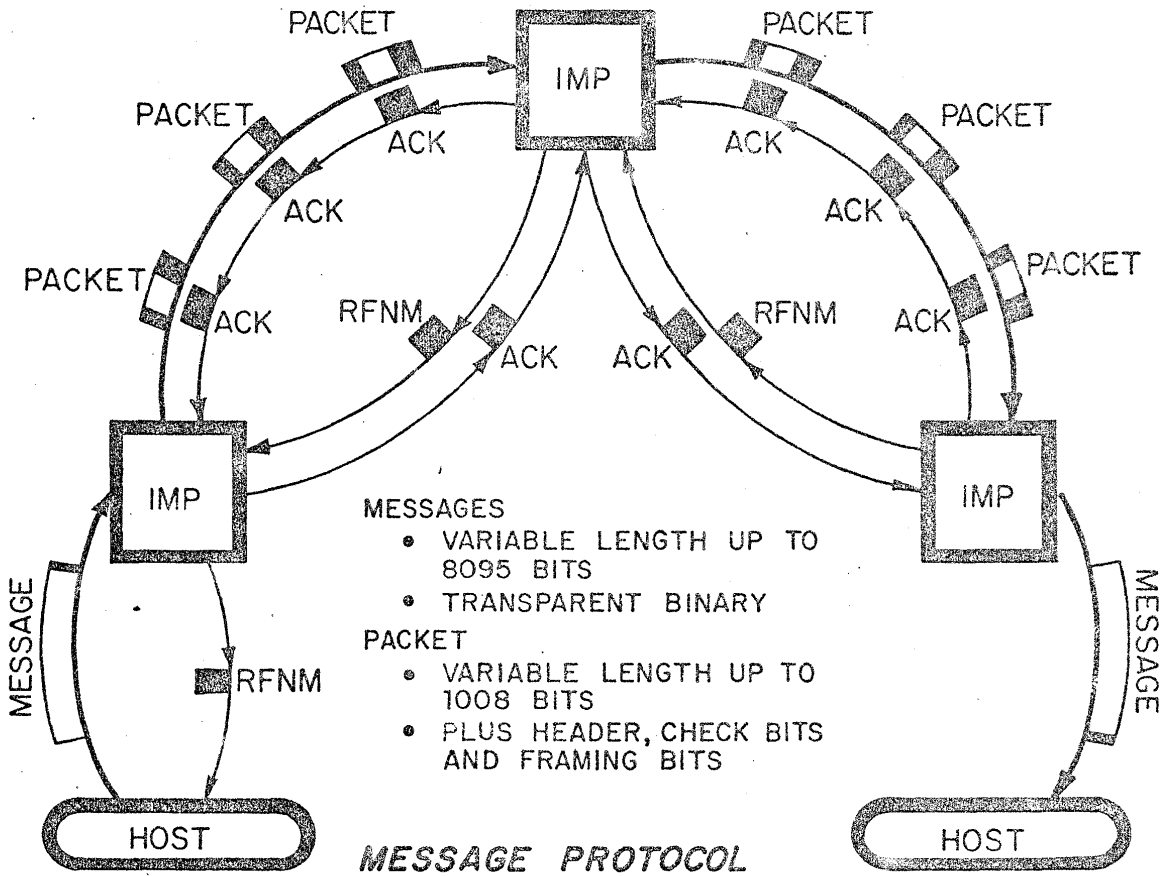 PACKET
PACKET
IMP
PACKET
PACKET
ACK
ACK
PACKET
PACKET
ACK
ACK
PACKET
PACKET
ACK
RFNM
ACK
ACK
RFNM
ACK
IMP
IMP
MESSAGES
• VARIABLE LENGTH UP TO
8095 BITS
• TRANSPARENT BINARY
PACKET
• VARIABLE LENGTH UP TO
1008 BITS
• PLUS HEADER, CHECK BITS
AND FRAMING BITS
MESSAGE
RFNM
MESSAGE
HOST
HOST
MESSAGE PROTOCOL